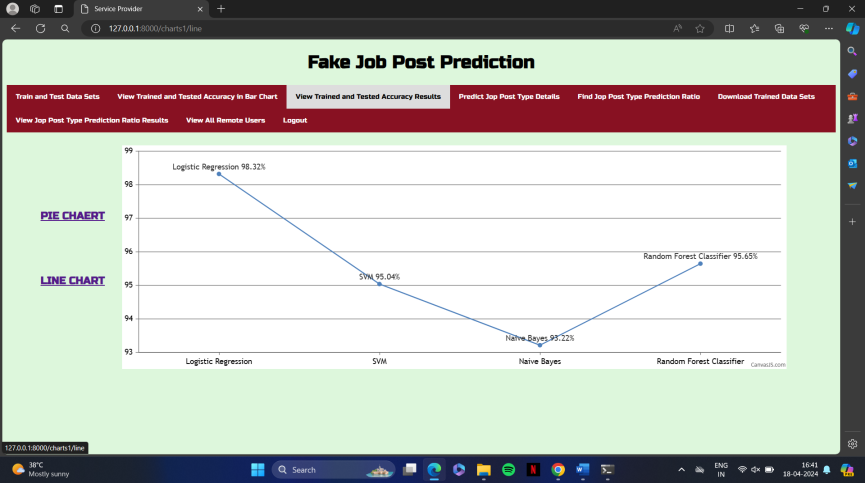 Service Provider
127.0.0.1:8000/charts1/line
Fake Job Post Prediction
Train and Test Data Sets
View Trained and Tested Accuracy in Bar Chart
View Trained and Tested Accuracy Results
Predict Jop Post Type Details
Find Jop Post Type Prediction Ratio
Download Trained Data Sets
View Jop Post Type Prediction Ratio Results
View All Remote Users
Logout
PIE CHAERT
LINE CHART
99
98
97
96
95
94
93
Logistic Regression 98.32%
SVM 95.04%
Naive Bayes 93.22%
Random Forest Classifier 95.65%
Logistic Regression
SVM
Naive Bayes
Random Forest Classifier
CanvasJS.com
127.0.0.1:8000/charts1/line
38°C
Mostly sunny
Search
ENG
IN
16:41
18-04-2024